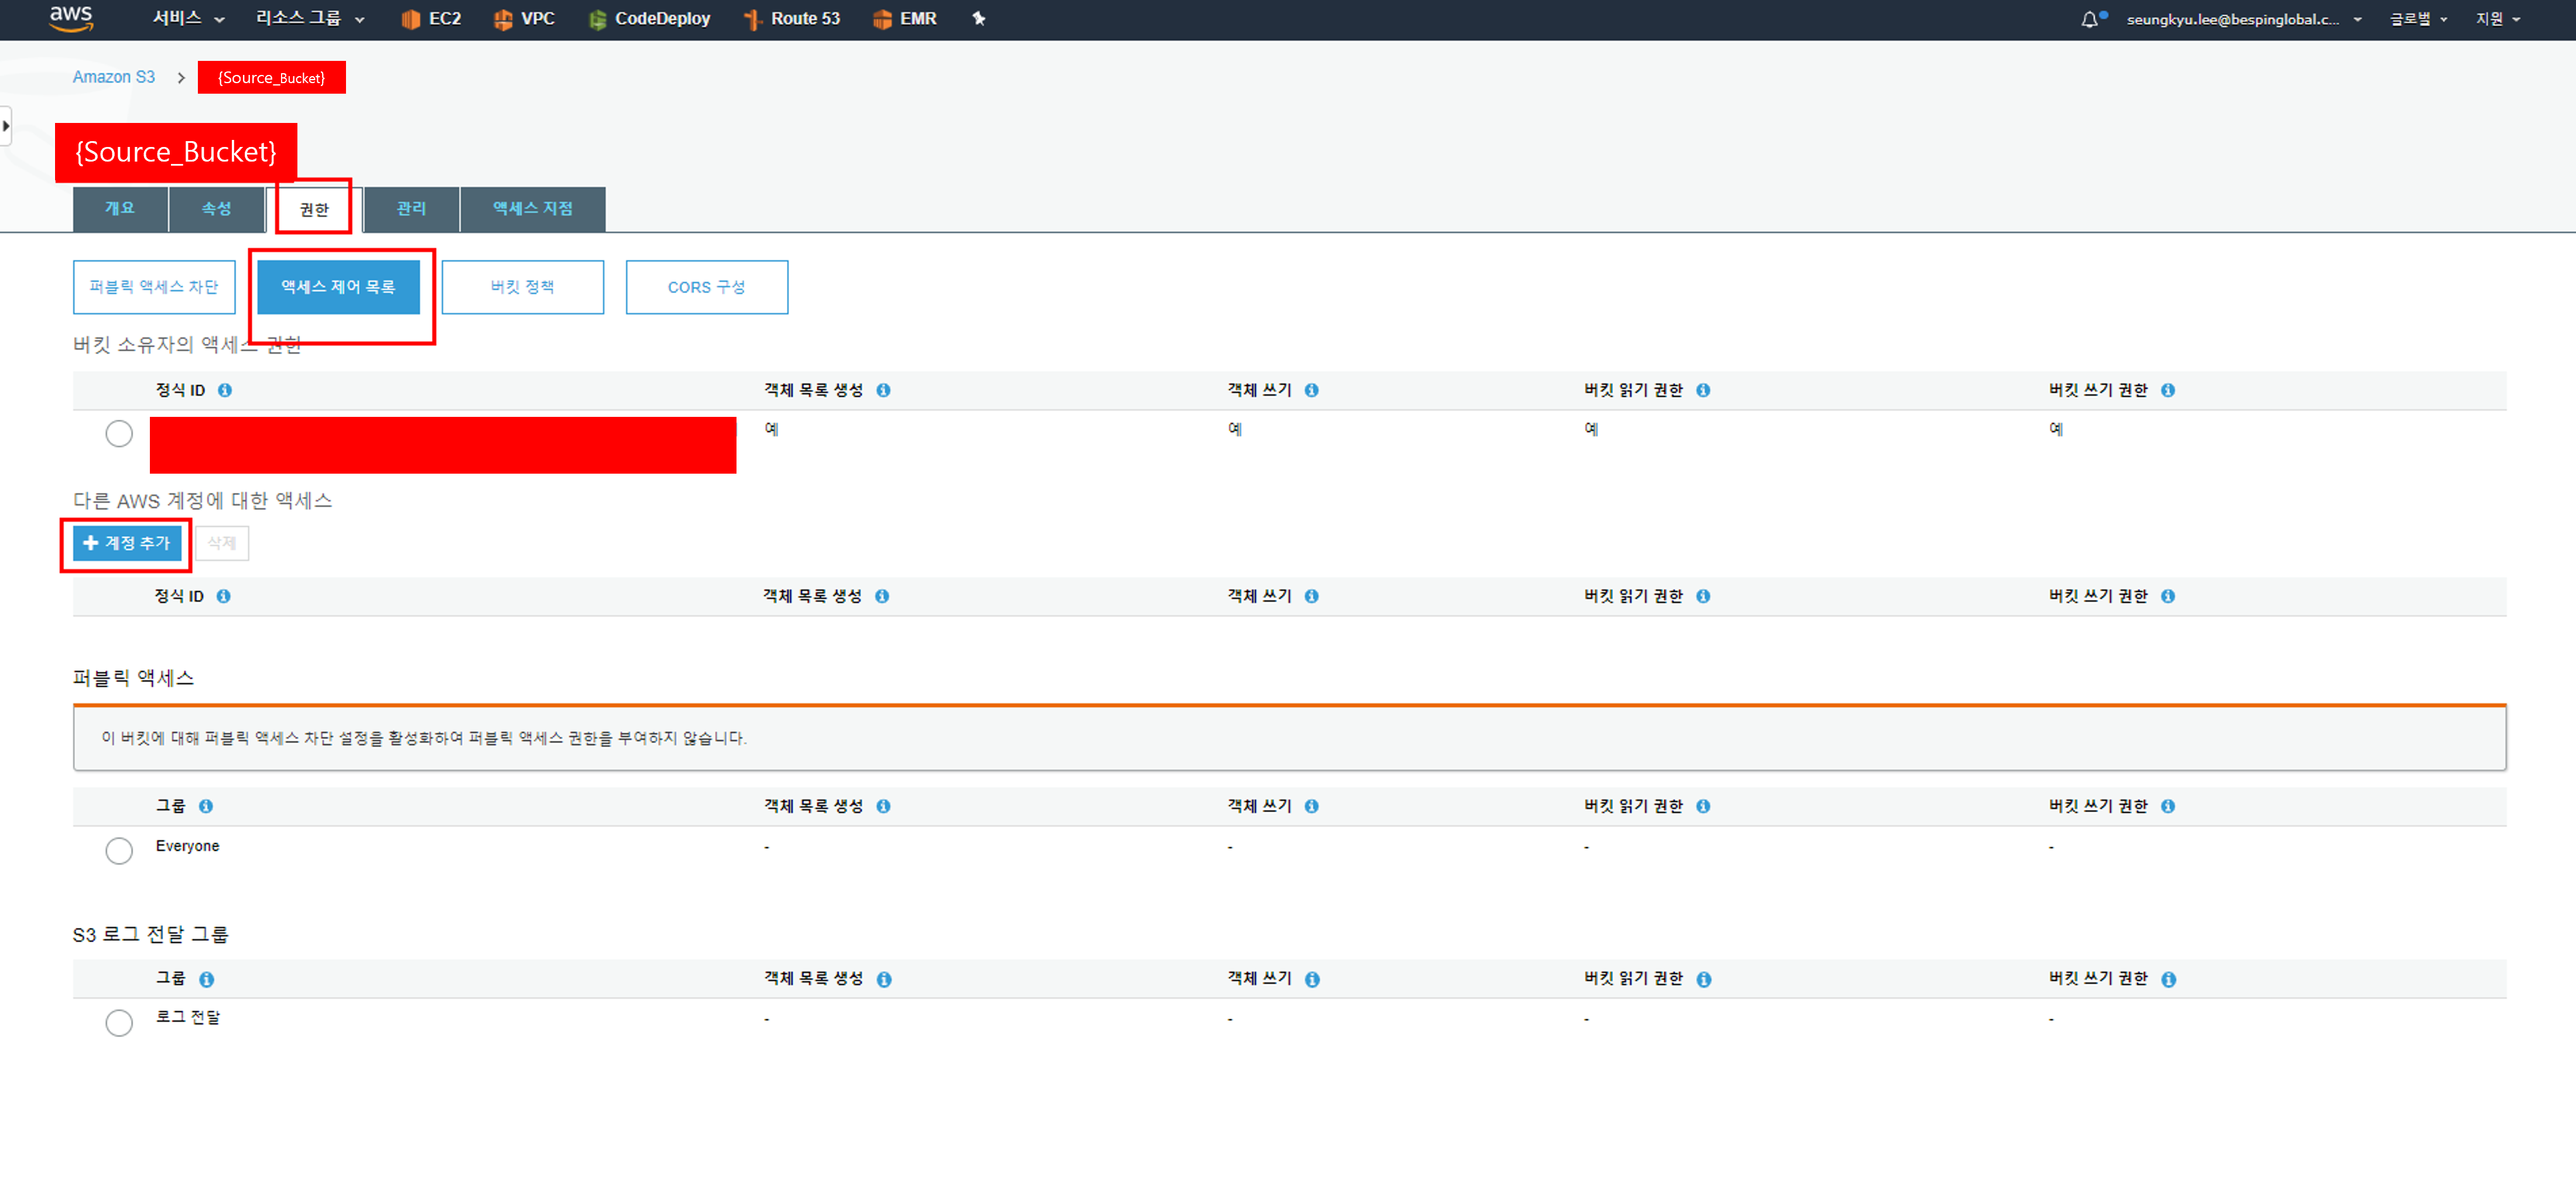 aws 서비스 리소스 그룹 EC2 VPC CodeDeploy Route 53 EMR seungkyu.lee@bespinglobal.c... 글로벌 지원
Amazon S3 > {Source_Bucket}
{Source_Bucket}
개요 속성 권한 관리 액세스 지점
퍼블릭 액세스 차단 액세스 제어 목록 버킷 정책 CORS 구성
버킷 소유자의 액세스 권한
정식 ID 객체 목록 생성 객체 쓰기 버킷 읽기 권한 버킷 쓰기 권한
예 예 예 예
다른 AWS 계정에 대한 액세스
+ 계정 추가 삭제
정식 ID 객체 목록 생성 객체 쓰기 버킷 읽기 권한 버킷 쓰기 권한
퍼블릭 액세스
이 버킷에 대해 퍼블릭 액세스 차단 설정을 활성화하여 퍼블릭 액세스 권한을 부여하지 않습니다.
그룹 객체 목록 생성 객체 쓰기 버킷 읽기 권한 버킷 쓰기 권한
Everyone - - - -
S3 로그 전달 그룹
그룹 객체 목록 생성 객체 쓰기 버킷 읽기 권한 버킷 쓰기 권한
로그 전달 - - - -